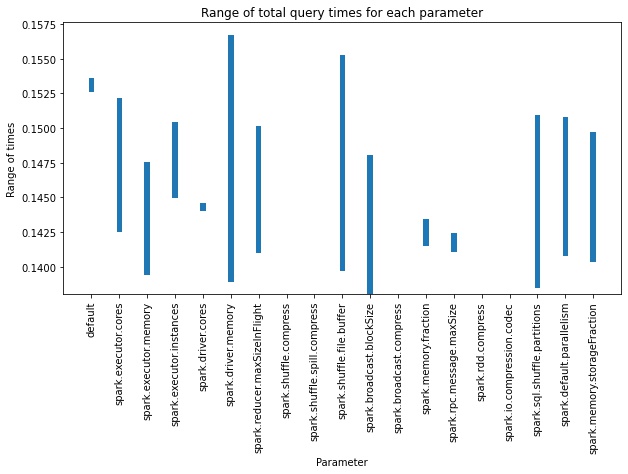 Range of total query times for each parameter
Range of times
0.1575
0.1550
0.1525
0.1500
0.1475
0.1450
0.1425
0.1400
default
spark.executor.cores
spark.executor.memory
spark.executor.instances
spark.driver.cores
spark.driver.memory
spark.reducer.maxSizeInFlight
spark.shuffle.compress
spark.shuffle.spill.compress
spark.shuffle.file.buffer
spark.broadcast.blockSize
spark.broadcast.compress
spark.memory.fraction
spark.rpc.message.maxSize
spark.rdd.compress
spark.io.compression.codec
spark.sql.shuffle.partitions
spark.default.parallelism
spark.memory.storageFraction
Parameter